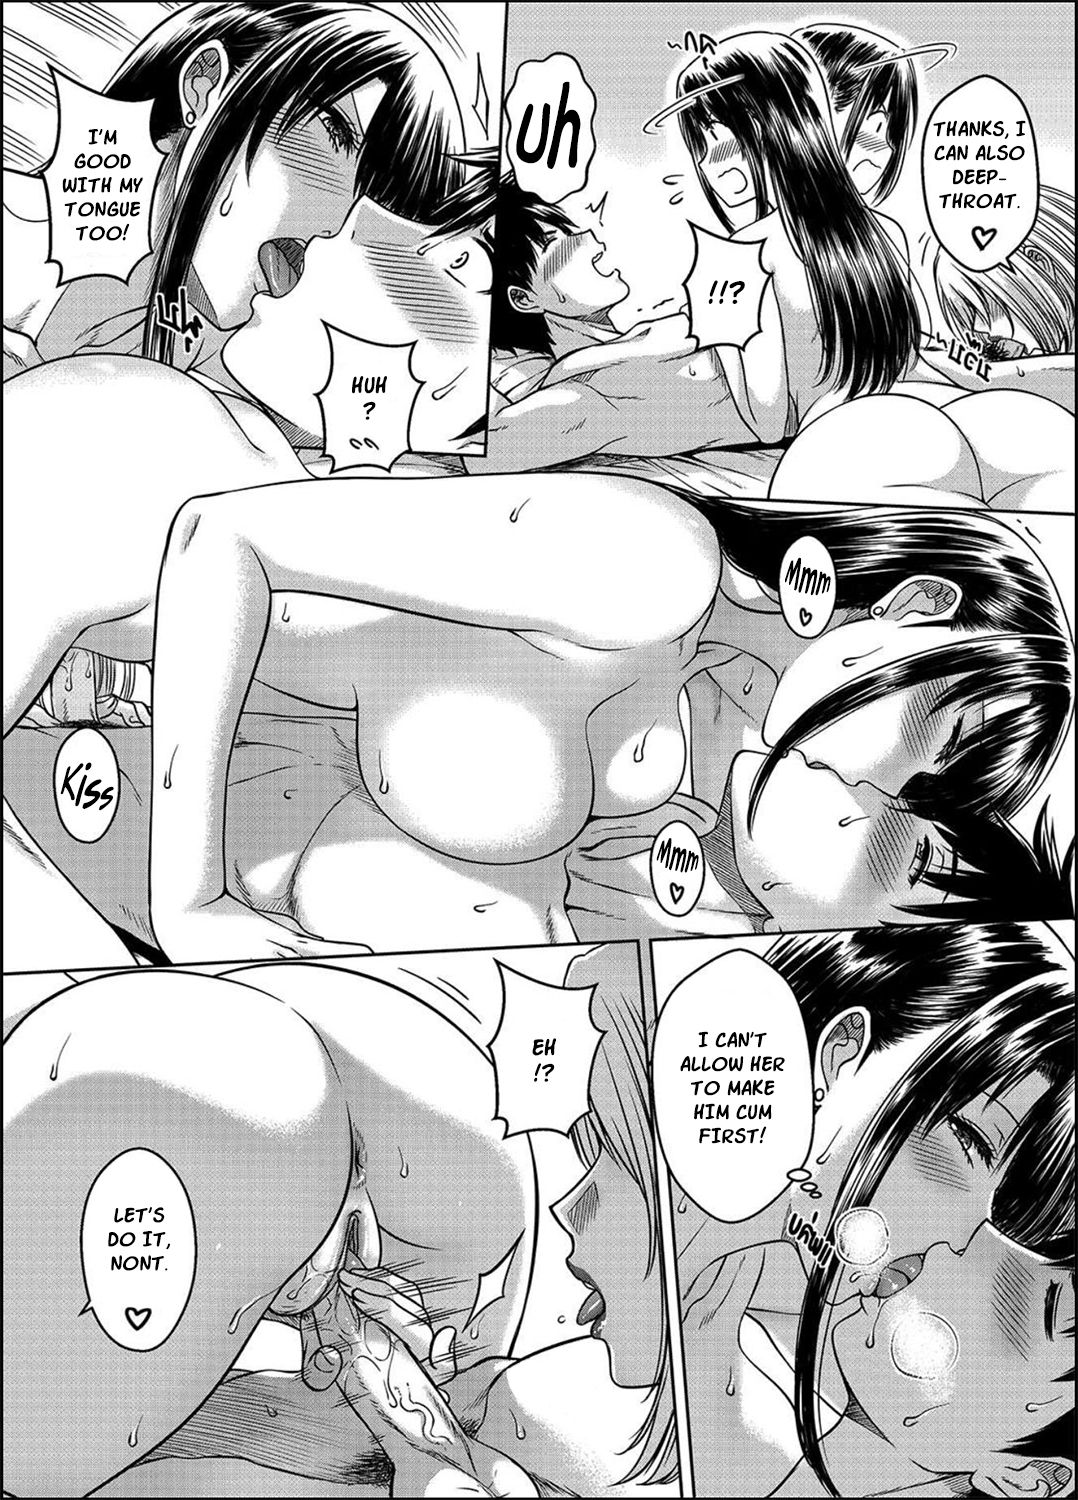 THANKS, I
CAN ALSO
DEEP-
THROAT.
!!?
Uh
I'M
GOOD
WITH MY
TONGUE
TOO!
HUH
?
Mmm
Mmm
Kiss
I CAN'T
ALLOW HER
TO MAKE
HIM CUM
FIRST!
EH
!?
LET'S
DO IT,
NONT.